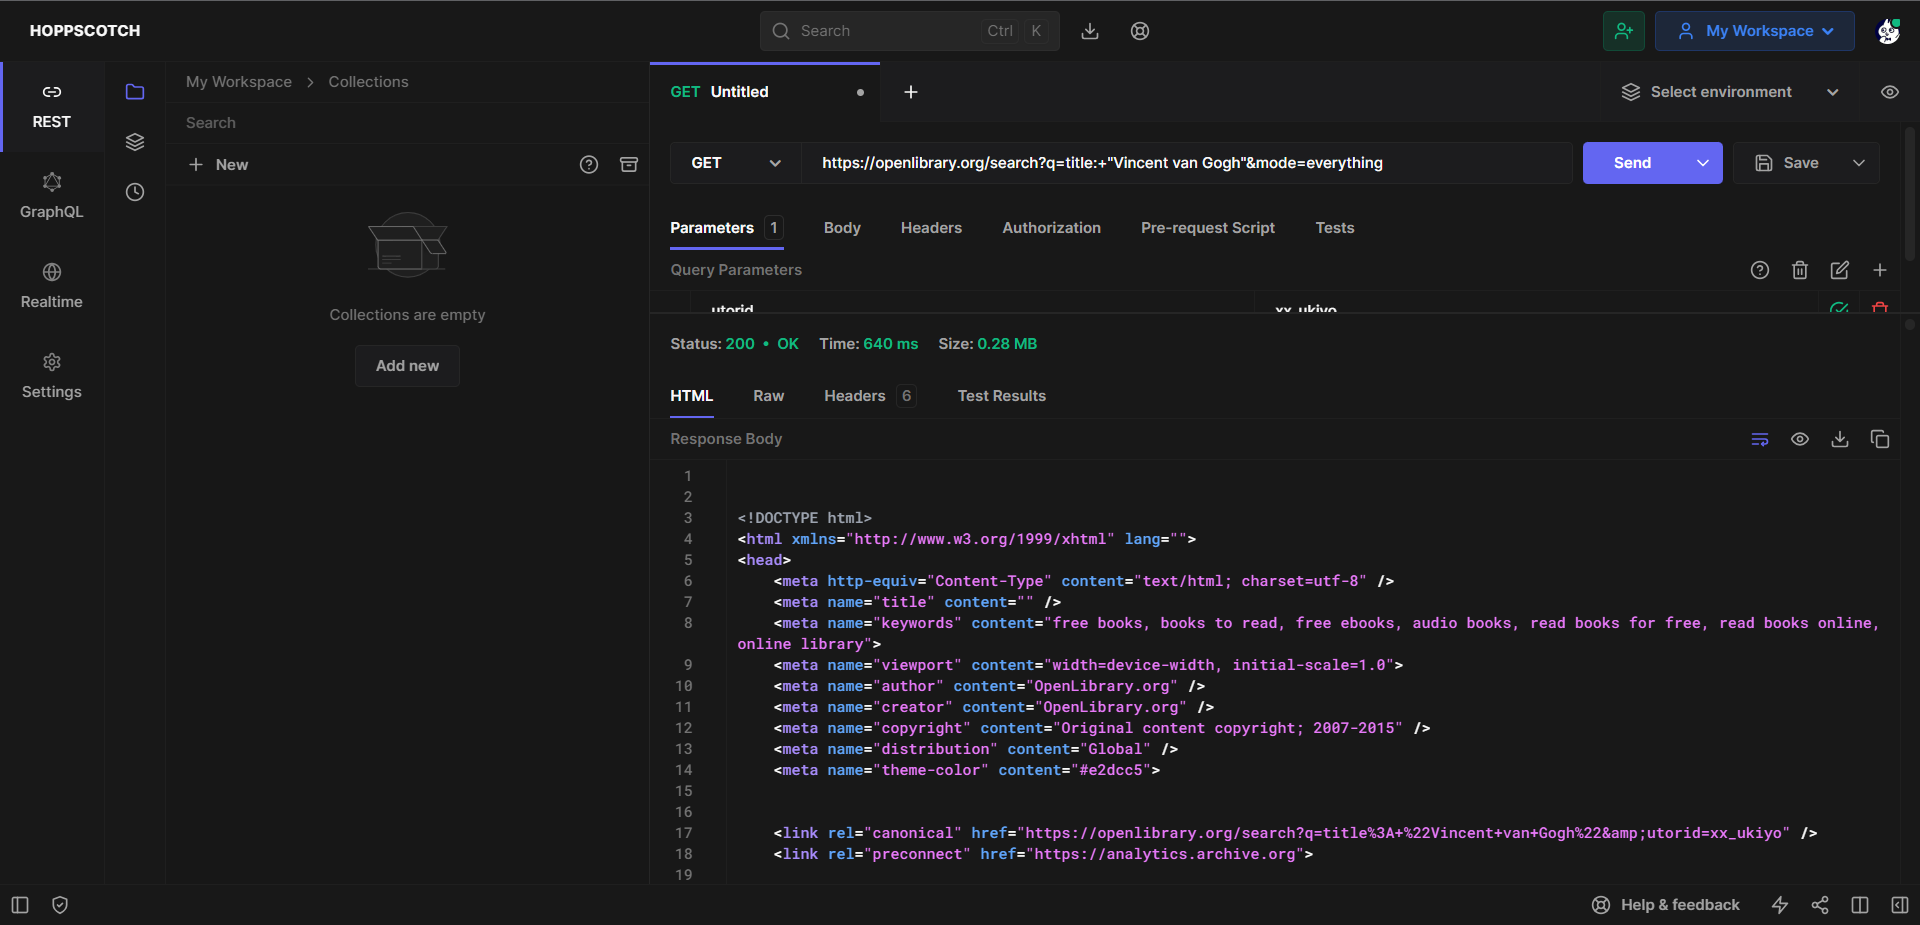 HOPPSCOTCH
Search
Ctrl
K
My Workspace
REST
GraphQL
Realtime
Settings
My Workspace > Collections
Search
+ New
Collections are empty
Add new
GET Untitled
Select environment
GET
https://openlibrary.org/search?q=title:+"Vincent van Gogh"&mode=everything
Send
Save
Parameters 1
Body
Headers
Authorization
Pre-request Script
Tests
Query Parameters
utorid
xx_ukiyo
Status: 200 • OK
Time: 640 ms
Size: 0.28 MB
HTML
Raw
Headers 6
Test Results
Response Body
1
2
3 <!DOCTYPE html>
4 <html xmlns="http://www.w3.org/1999/xhtml" lang="">
5 <head>
6 <meta http-equiv="Content-Type" content="text/html; charset=utf-8" />
7 <meta name="title" content="" />
8 <meta name="keywords" content="free books, books to read, free ebooks, audio books, read books for free, read books online,
online library">
9 <meta name="viewport" content="width=device-width, initial-scale=1.0">
10 <meta name="author" content="OpenLibrary.org" />
11 <meta name="creator" content="OpenLibrary.org" />
12 <meta name="copyright" content="Original content copyright; 2007-2015" />
13 <meta name="distribution" content="Global" />
14 <meta name="theme-color" content="#e2dcc5">
15
16
17 <link rel="canonical" href="https://openlibrary.org/search?q=title%3A+%22Vincent+van+Gogh%22&amp;utorid=xx_ukiyo" />
18 <link rel="preconnect" href="https://analytics.archive.org">
19
Help & feedback